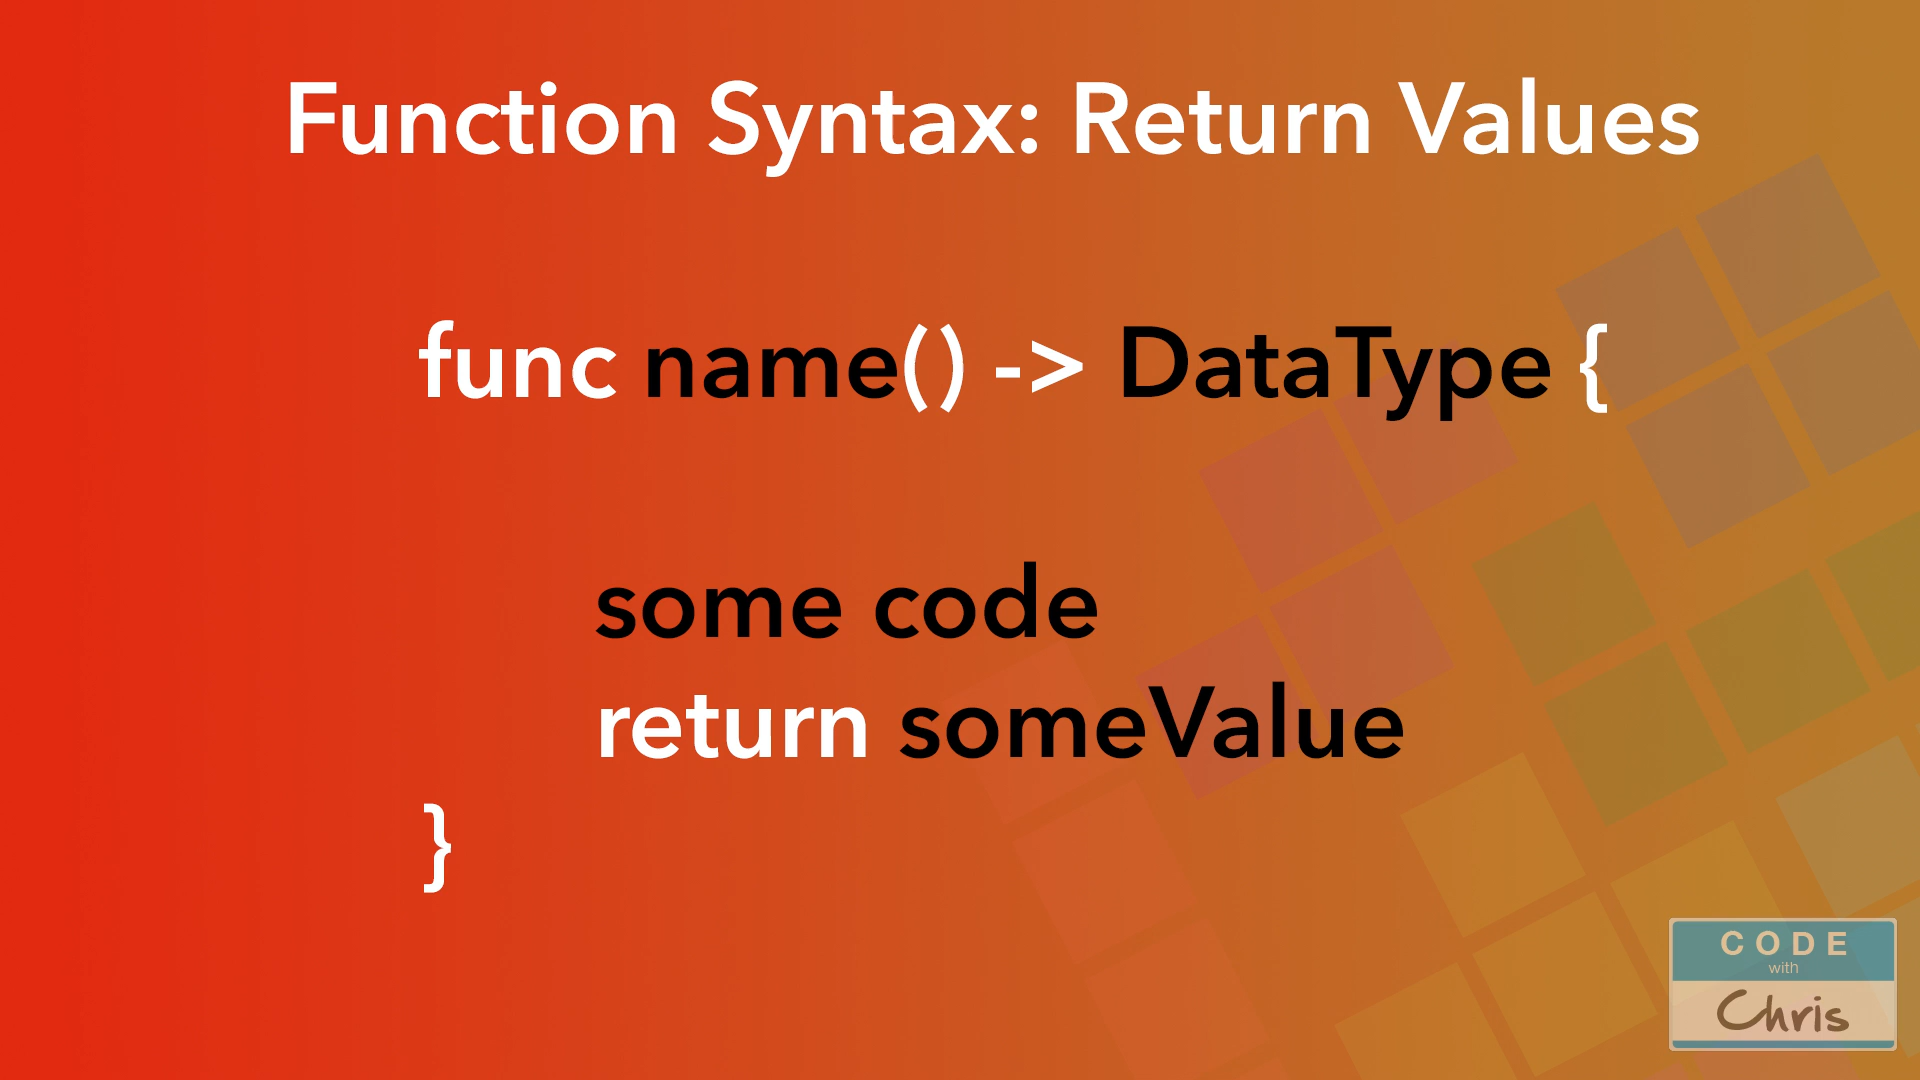 Function Syntax: Return Values
func name() -> DataType {
some code
return someValue
}
CODE
with
Chris